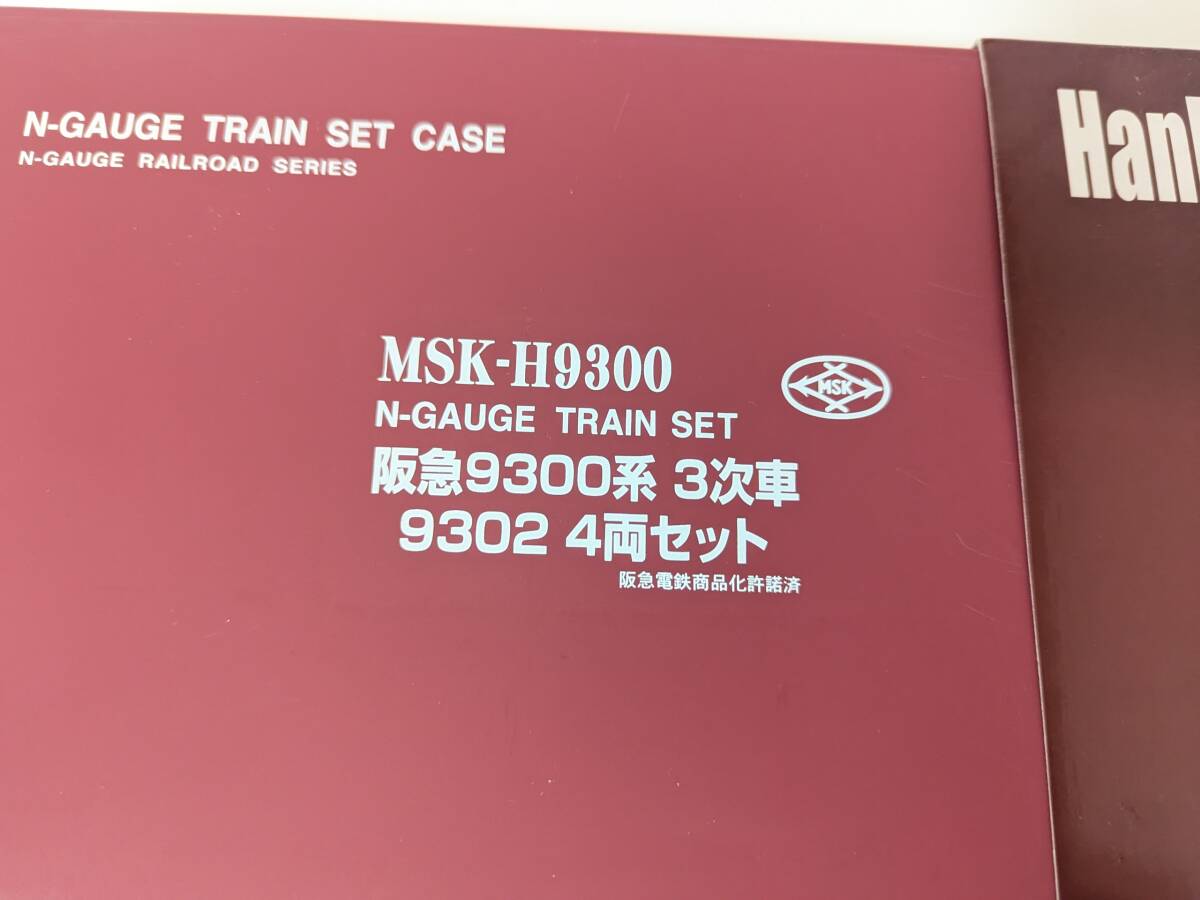 N-GAUGE TRAIN SET CASE
N-GAUGE RAILROAD SERIES
MSK-H9300
MSK
N-GAUGE TRAIN SET
阪急9300系 3次車
9302 4両セット
阪急電鉄商品化許諾済
Han